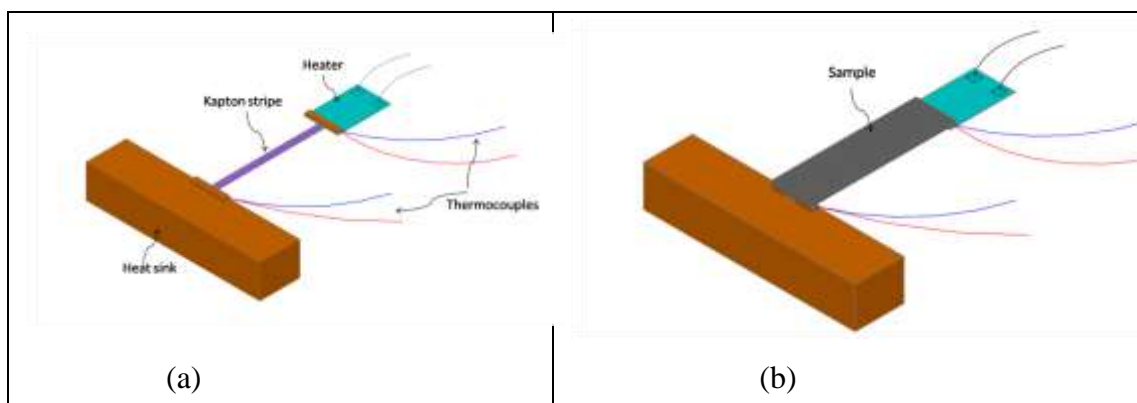 Heater
Kapton stripe
Thermocouples
Heat sink
(a)
Sample
(b)